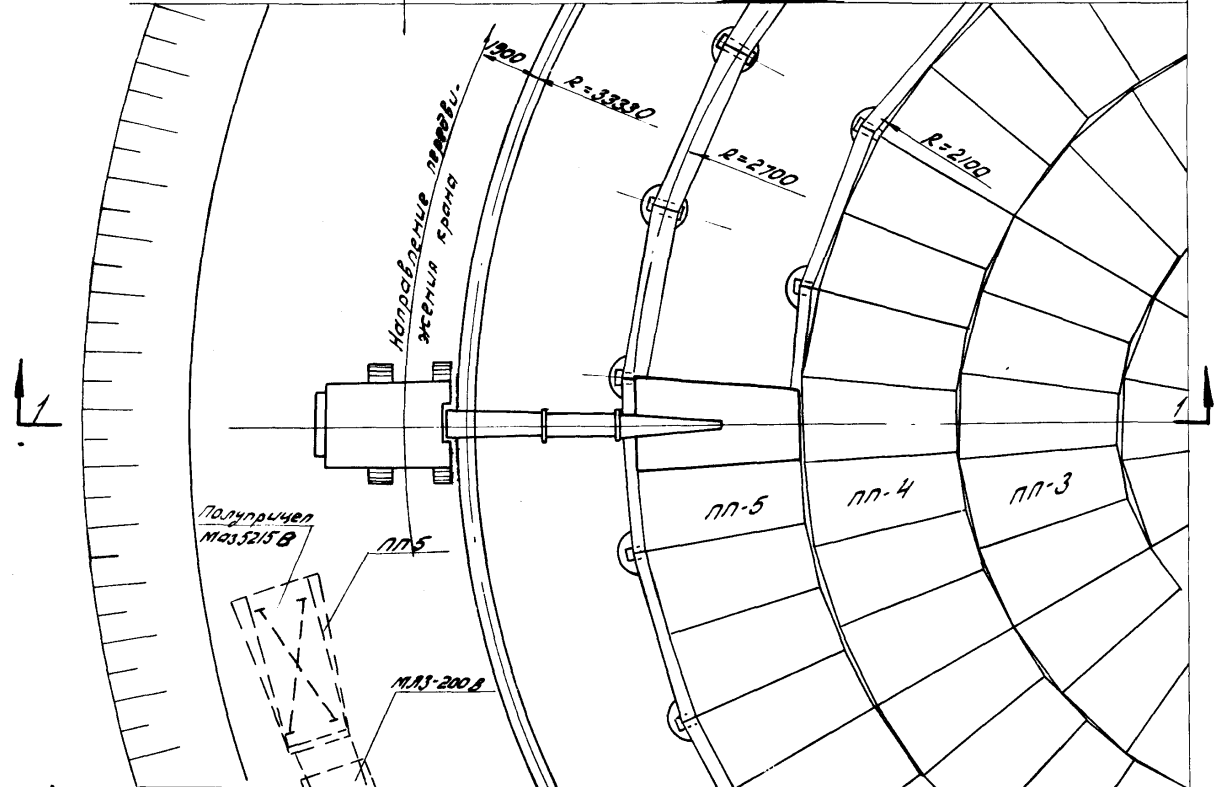 1900
R=33330
R=2700
R=2100
Направление передви-
жения крана
1
1
ПП-5
ПП-4
ПП-3
Полуприцеп
Маз5215В
ПП5
МАЗ-200В